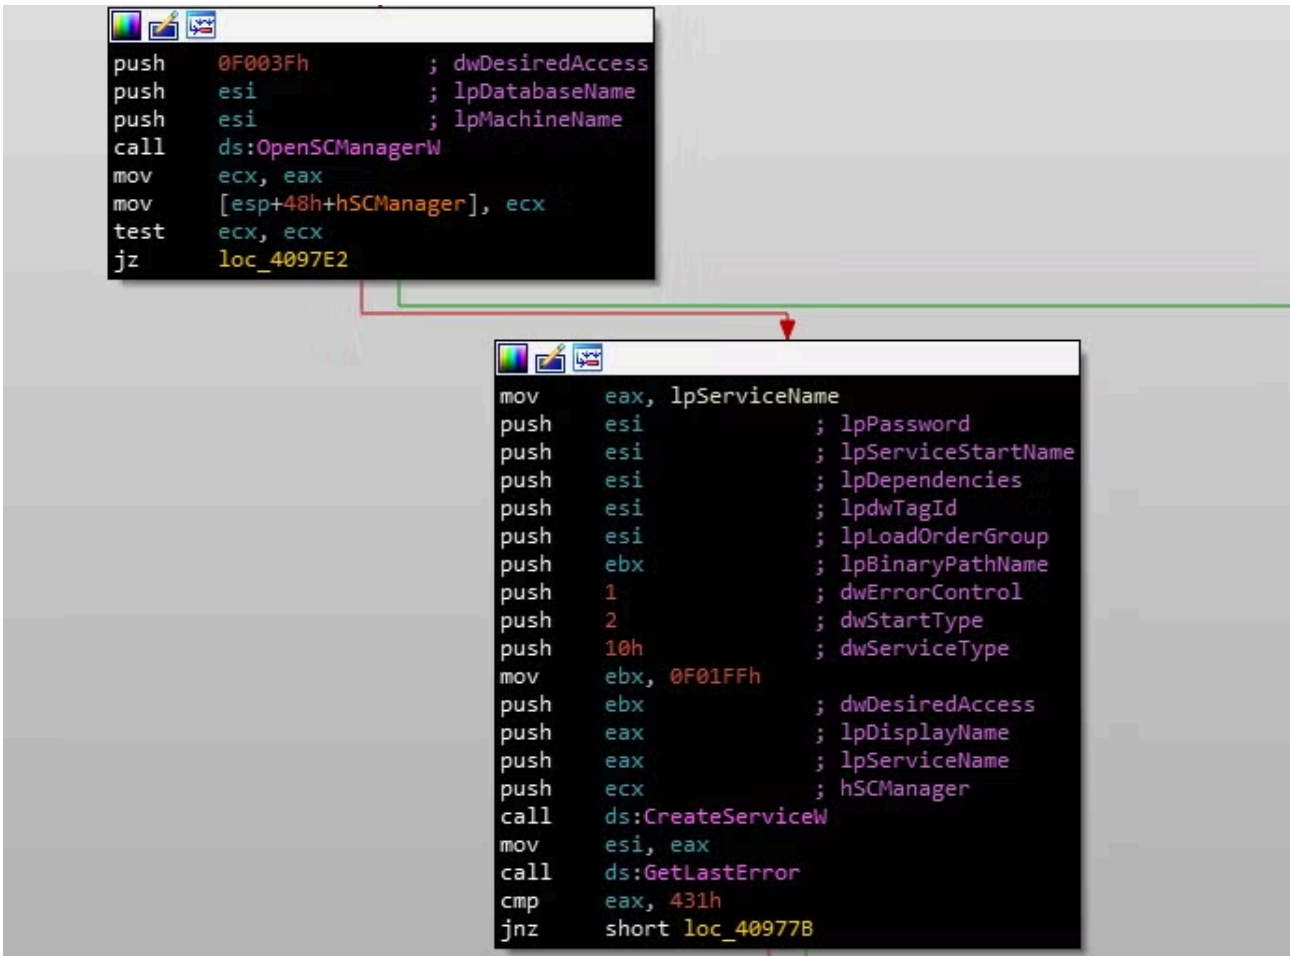 push 0F003Fh ; dwDesiredAccess
push esi ; lpDatabaseName
push esi ; lpMachineName
call ds:OpenSCManagerW
mov ecx, eax
mov [esp+48h+hSCManager], ecx
test ecx, ecx
jz loc_4097E2
mov eax, lpServiceName
push esi ; lpPassword
push esi ; lpServiceStartName
push esi ; lpDependencies
push esi ; lpdwTagId
push esi ; lpLoadOrderGroup
push ebx ; lpBinaryPathName
push 1 ; dwErrorControl
push 2 ; dwStartType
push 10h ; dwServiceType
mov ebx, 0F01FFh
push ebx ; dwDesiredAccess
push eax ; lpDisplayName
push eax ; lpServiceName
push ecx ; hSCManager
call ds:CreateServiceW
mov esi, eax
call ds:GetLastError
cmp eax, 431h
jnz short loc_40977B